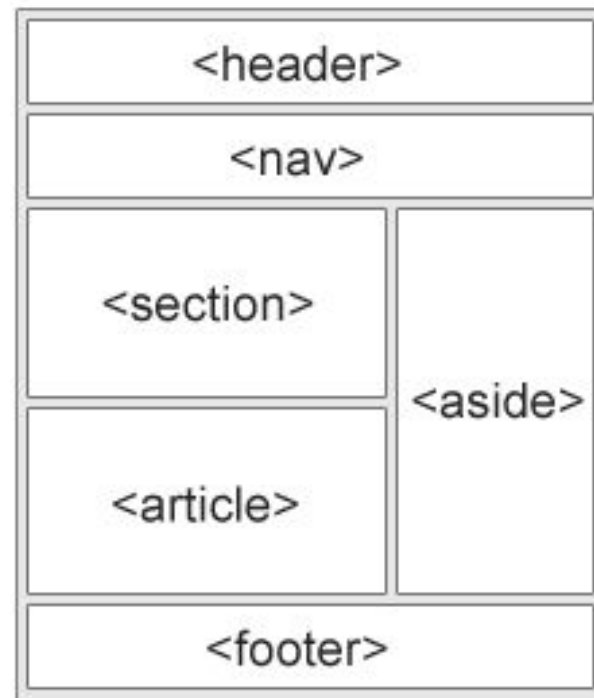 <header>
<nav>
<section>
<article>
<aside>
<footer>